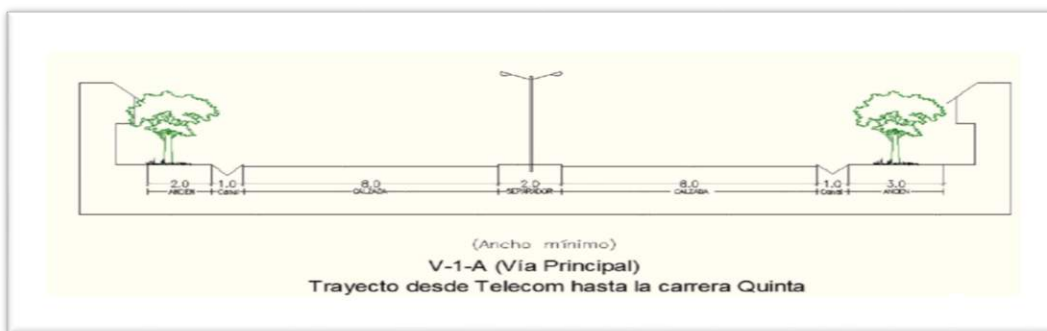 2.0 1.0 8.0 2.0 8.0 1.0 3.0
ANDEN Canal CALZADA SEPARADOR CALZADA Canal ANDEN
(Ancho mínimo)
V-1-A (Vía Principal)
Trayecto desde Telecom hasta la carrera Quinta